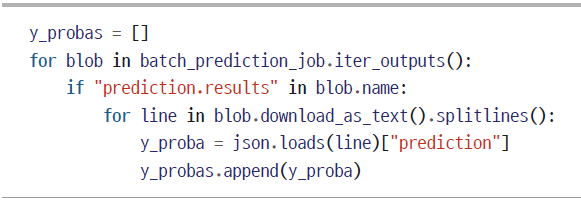 y_probas = []
for blob in batch_prediction_job.iter_outputs():
    if "prediction.results" in blob.name:
        for line in blob.download_as_text().splitlines():
            y_proba = json.loads(line)["prediction"]
            y_probas.append(y_proba)